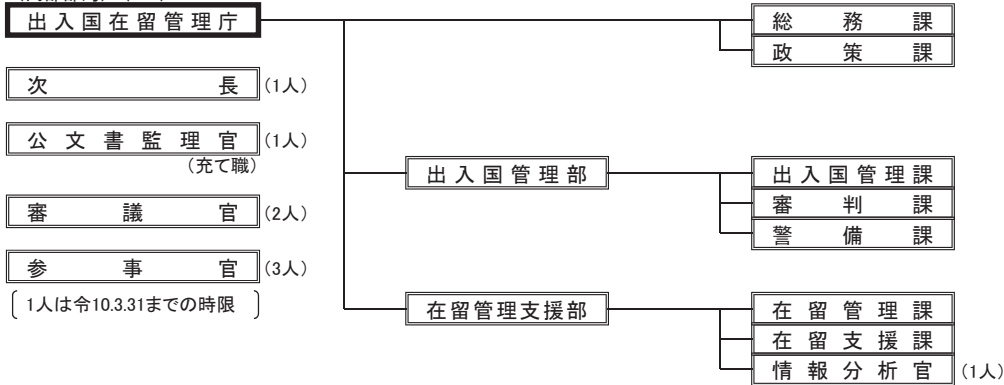 出入国在留管理庁
総務課
政策課
次長 (1人)
公文書監理官 (1人)
(充て職)
出入国管理部
出入国管理課
審判課
警備課
審議官 (2人)
参事官 (3人)
〔 1人は令10.3.31までの時限 〕
在留管理支援部
在留管理課
在留支援課
情報分析官 (1人)